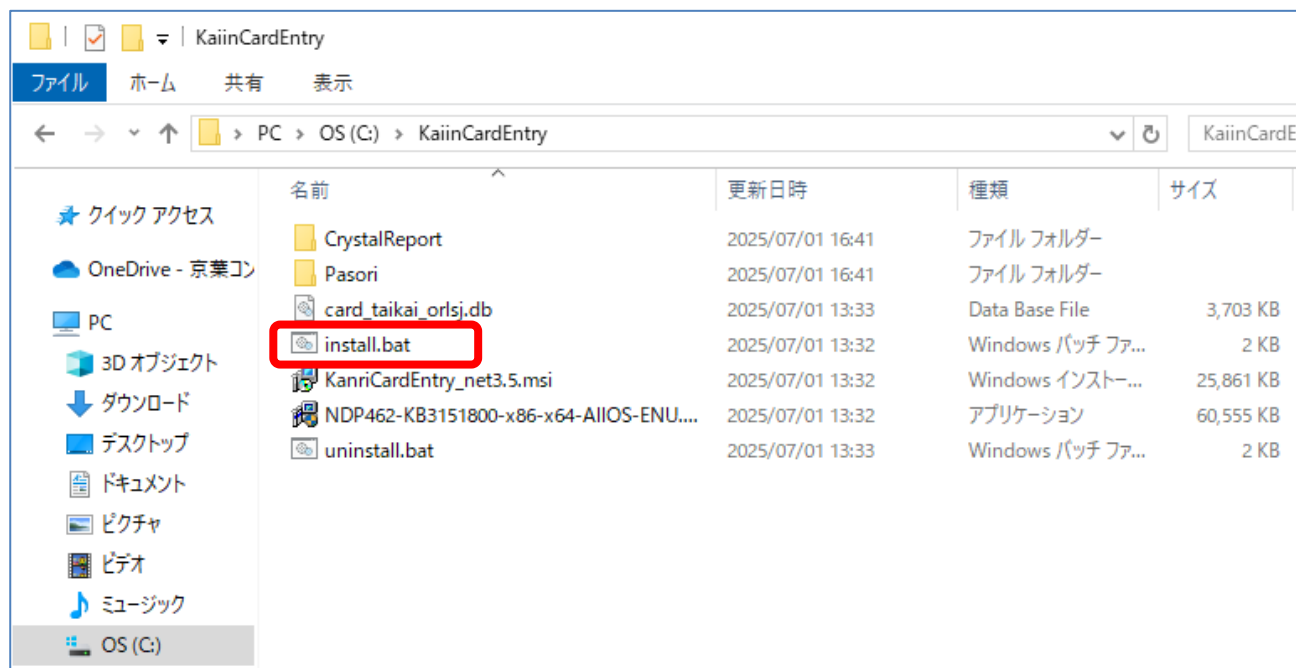 KaiinCardEntry
ファイル ホーム 共有 表示
PC OS (C:) KaiinCardEntry KaiinCardE
名前 更新日時 種類 サイズ
クイック アクセス
OneDrive - 京葉コン
PC
3D オブジェクト
ダウンロード
デスクトップ
ドキュメント
ピクチャ
ビデオ
ミュージック
OS (C:)
CrystalReport 2025/07/01 16:41 ファイル フォルダー
Pasori 2025/07/01 16:41 ファイル フォルダー
card_taikai_orlsj.db 2025/07/01 13:33 Data Base File 3,703 KB
install.bat 2025/07/01 13:32 Windows バッチ ファ... 2 KB
KanriCardEntry_net3.5.msi 2025/07/01 13:32 Windows インストー... 25,861 KB
NDP462-KB3151800-x86-x64-AllOS-ENU.... 2025/07/01 13:32 アプリケーション 60,555 KB
uninstall.bat 2025/07/01 13:33 Windows バッチ ファ... 2 KB